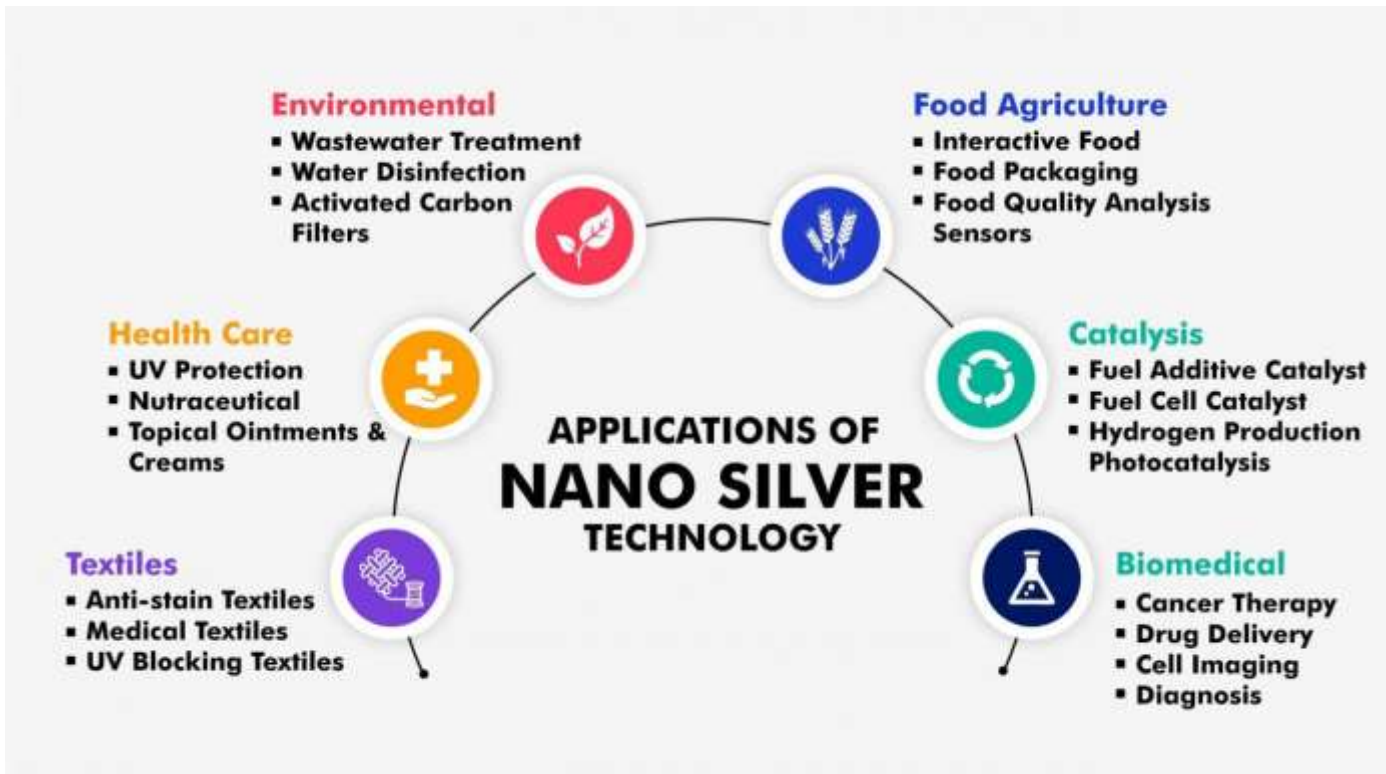 Environmental
▪ Wastewater Treatment
▪ Water Disinfection
▪ Activated Carbon
Filters
Food Agriculture
▪ Interactive Food
▪ Food Packaging
▪ Food Quality Analysis
Sensors
Health Care
▪ UV Protection
▪ Nutraceutical
▪ Topical Ointments &
Creams
Catalysis
▪ Fuel Additive Catalyst
▪ Fuel Cell Catalyst
▪ Hydrogen Production
Photocatalysis
APPLICATIONS OF
NANO SILVER
TECHNOLOGY
Textiles
▪ Anti-stain Textiles
▪ Medical Textiles
▪ UV Blocking Textiles
Biomedical
▪ Cancer Therapy
▪ Drug Delivery
▪ Cell Imaging
▪ Diagnosis